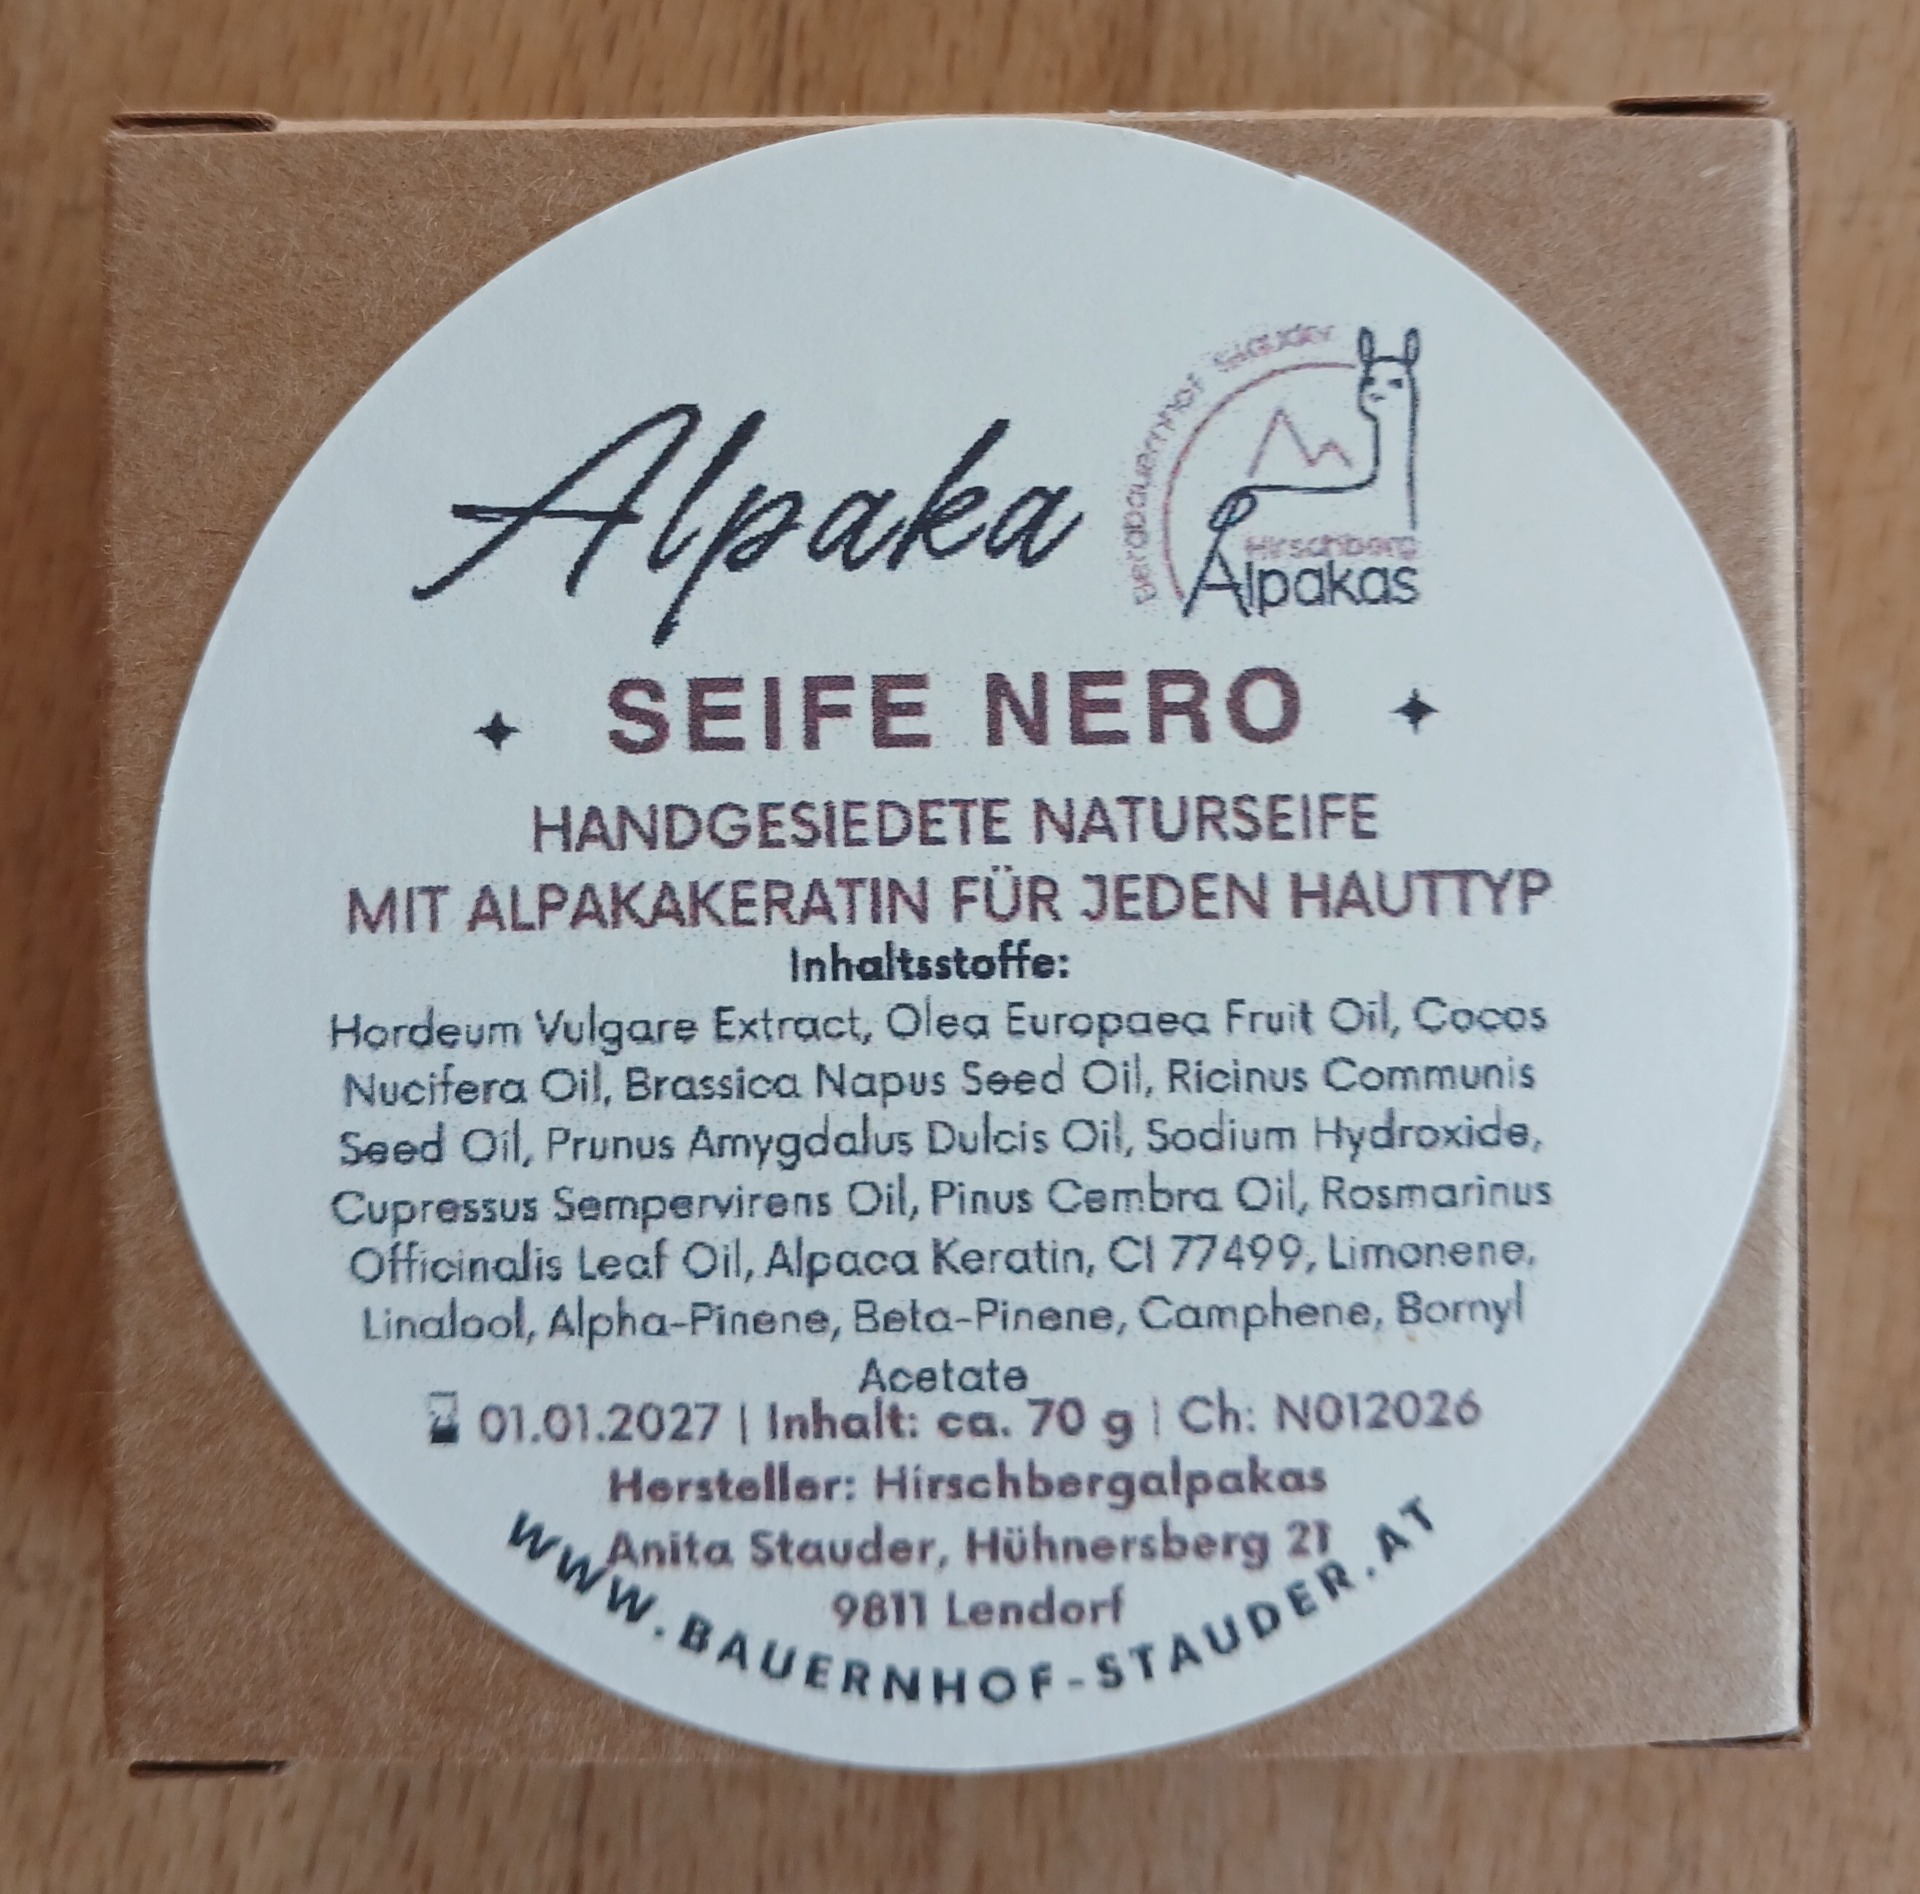 Alpaka
Bergbauernhof Stauder
Hirschberg
Alpakas
SEIFE NERO
HANDGESIEDETE NATURSEIFE
MIT ALPAKAKERATIN FÜR JEDEN HAUTTYP
Inhaltsstoffe:
Hordeum Vulgare Extract, Olea Europaea Fruit Oil, Cocos
Nucifera Oil, Brassica Napus Seed Oil, Ricinus Communis
Seed Oil, Prunus Amygdalus Dulcis Oil, Sodium Hydroxide,
Cupressus Sempervirens Oil, Pinus Cembra Oil, Rosmarinus
Officinalis Leaf Oil, Alpaca Keratin, CI 77499, Limonene,
Linalool, Alpha-Pinene, Beta-Pinene, Camphene, Bornyl
Acetate
01.01.2027 | Inhalt: ca. 70 g | Ch: N012026
Hersteller: Hirschbergalpakas
Anita Stauder, Hühnersberg 21
9811 Lendorf
WWW.BAUERNHOF-STAUDER.AT